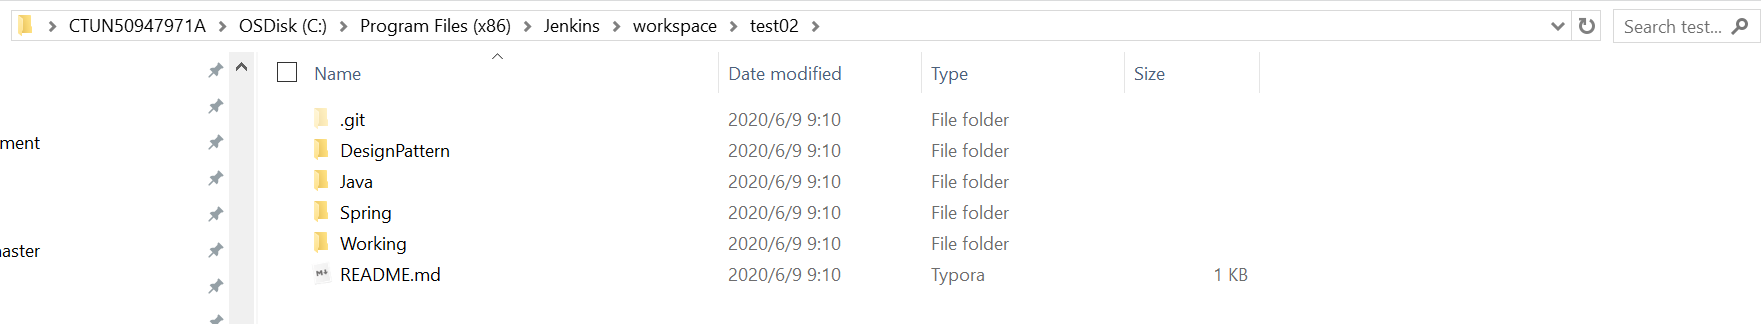 CTUN50947971A > OSDisk (C:) > Program Files (x86) > Jenkins > workspace > test02 >
Search test...
Name Date modified Type Size
.git 2020/6/9 9:10 File folder
ment DesignPattern 2020/6/9 9:10 File folder
Java 2020/6/9 9:10 File folder
Spring 2020/6/9 9:10 File folder
naster Working 2020/6/9 9:10 File folder
README.md 2020/6/9 9:10 Typora 1 KB